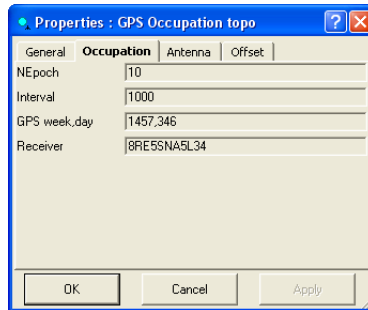 Properties : GPS Occupation topo
General Occupation Antenna Offset
NEpoch 10
Interval 1000
GPS week,day 1457,346
Receiver 8RE5SNA5L34
OK Cancel Apply